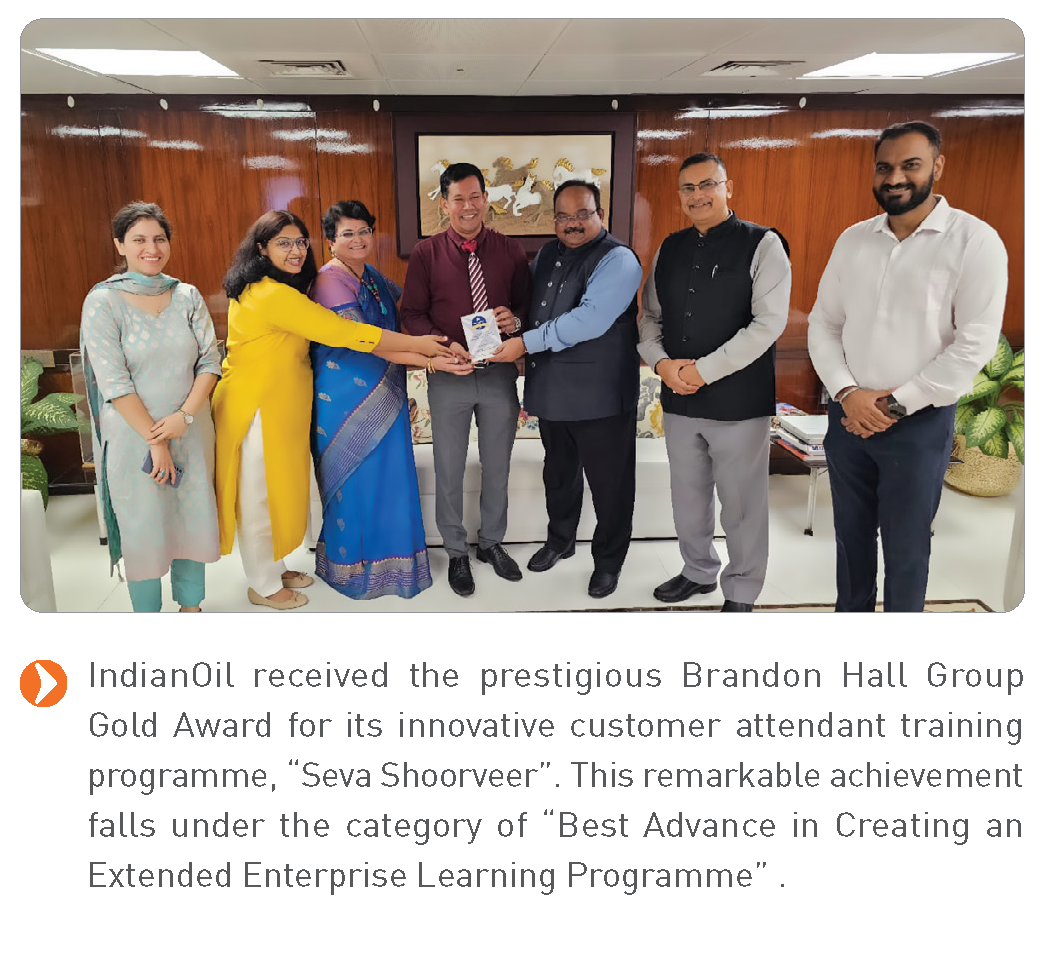 IndianOil received the prestigious Brandon Hall Group
Gold Award for its innovative customer attendant training
programme, “Seva Shoorveer”. This remarkable achievement
falls under the category of “Best Advance in Creating an
Extended Enterprise Learning Programme” .